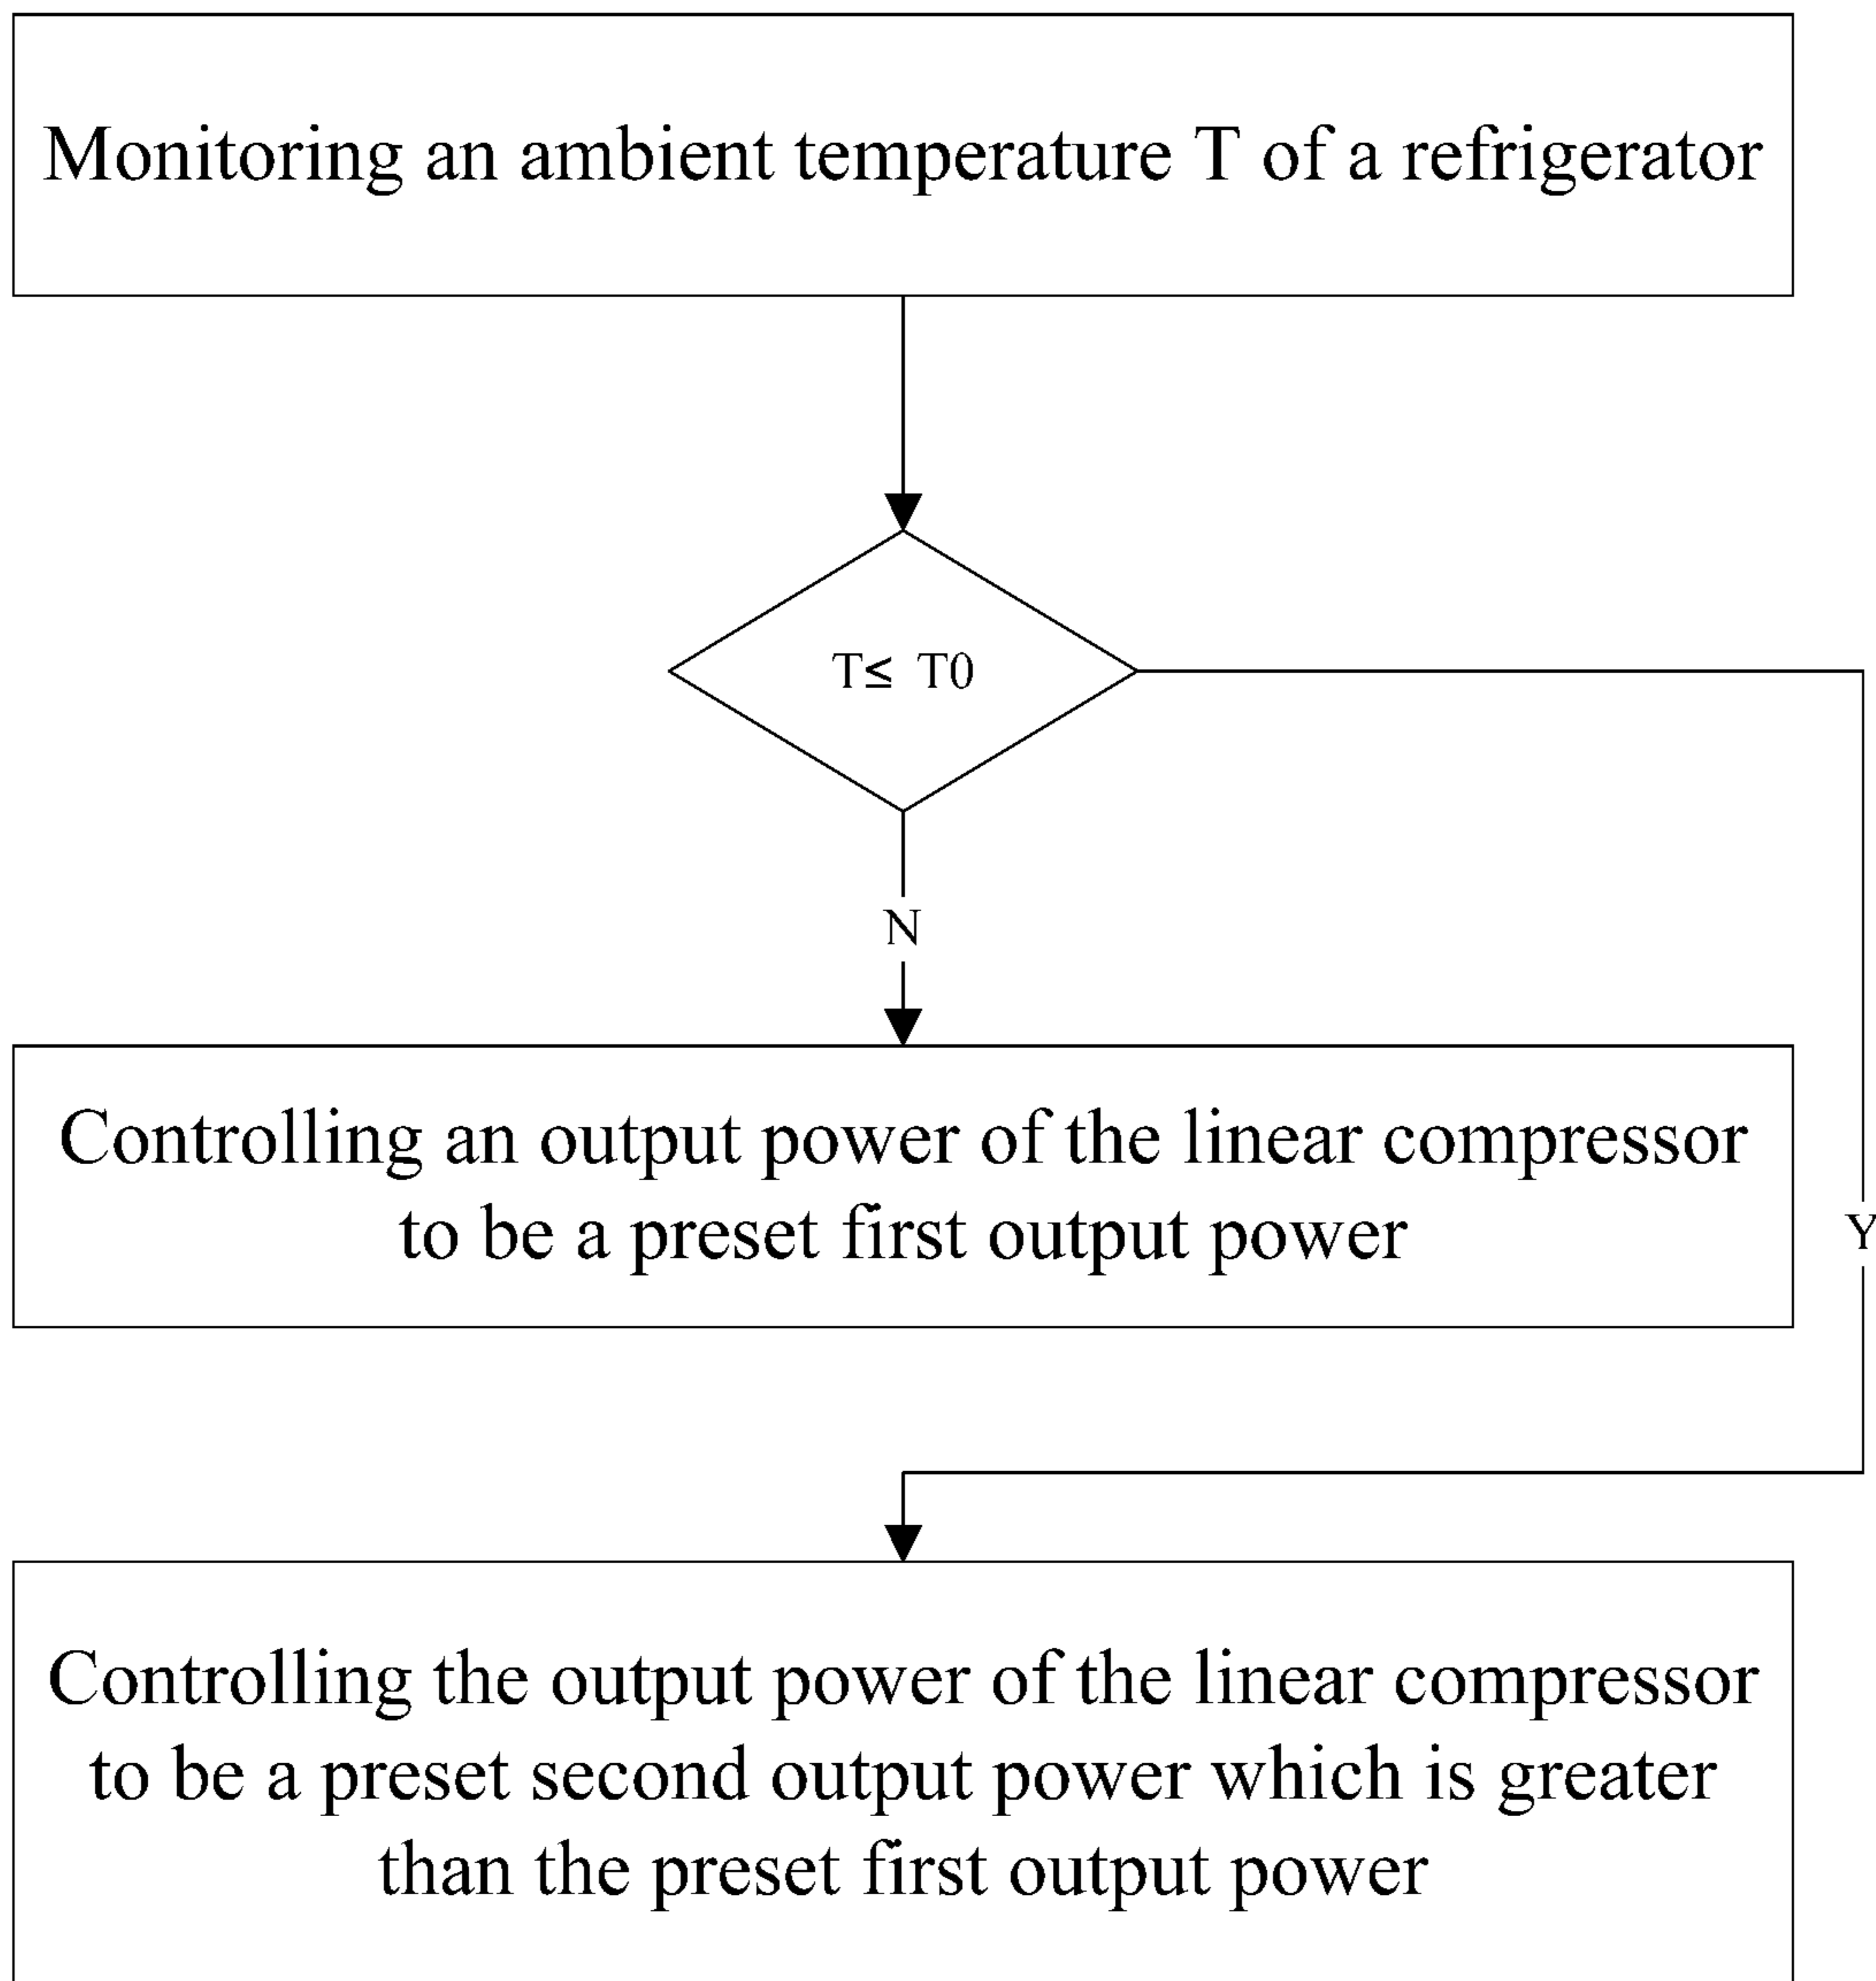 Monitoring an ambient temperature T of a refrigerator
T≤ T0
N
Controlling an output power of the linear compressor
to be a preset first output power
Y
Controlling the output power of the linear compressor
to be a preset second output power which is greater
than the preset first output power